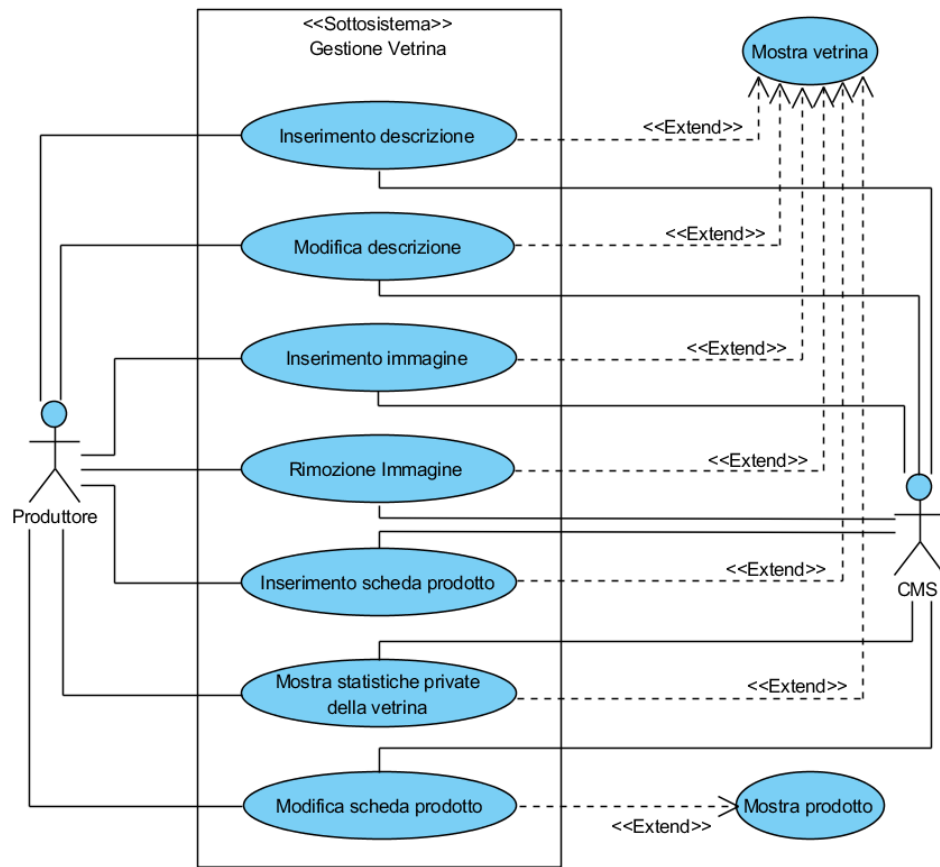 <<Sottosistema>>
Gestione Vetrina
Mostra vetrina
Inserimento descrizione
<<Extend>>
Modifica descrizione
<<Extend>>
Inserimento immagine
<<Extend>>
Rimozione Immagine
<<Extend>>
Produttore
Inserimento scheda prodotto
<<Extend>>
CMS
Mostra statistiche private
della vetrina
<<Extend>>
Modifica scheda prodotto
<<Extend>>
Mostra prodotto